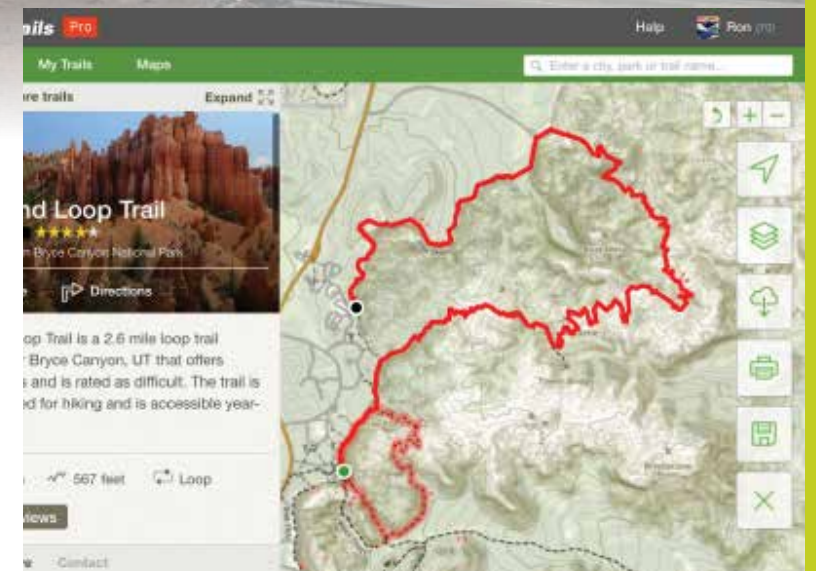 ails Pro
Help
Ron
My Trails Maps
Enter a city, park or trail name...
re trails
Expand
nd Loop Trail
Bryce Canyon National Park
Directions
op Trail is a 2.6 mile loop trail
Bryce Canyon, UT that offers
s and is rated as difficult. The trail is
ed for hiking and is accessible year-
567 feet
Loop
views
Contact